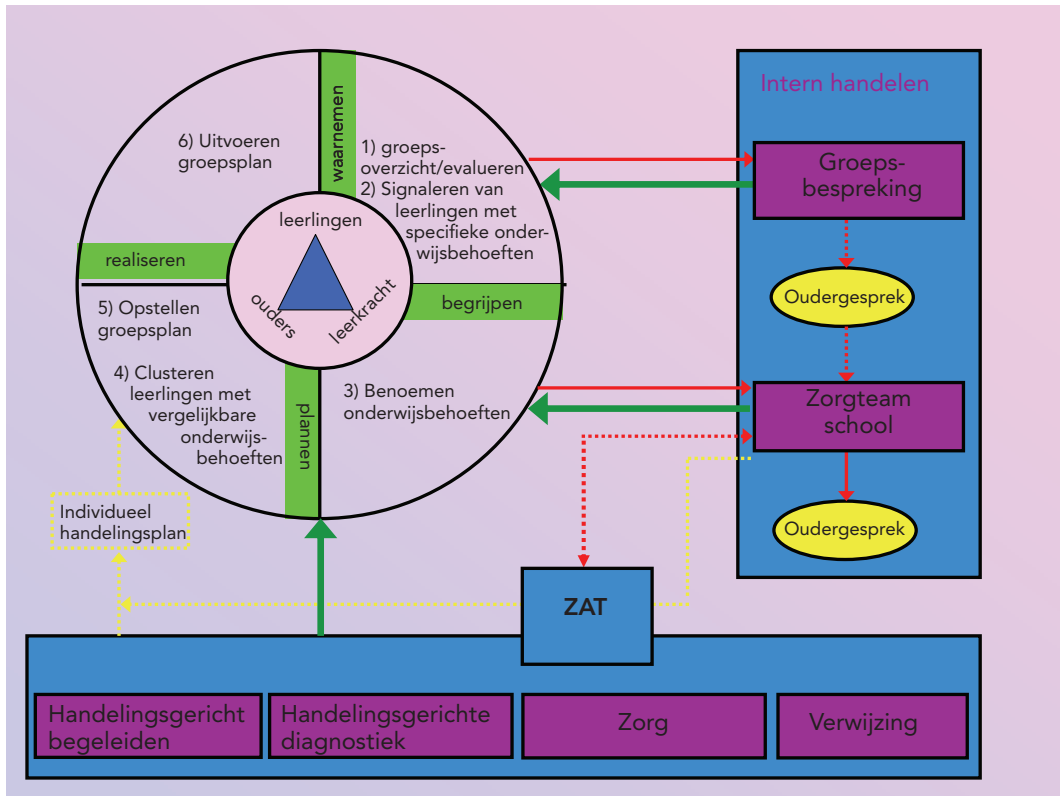 waarnemen
1) groeps-
overzicht/evalueren
2) Signaleren van
leerlingen met
specifieke onder-
wijsbehoeften
begrijpen
3) Benoemen
onderwijsbehoeften
plannen
4) Clusteren
leerlingen met
vergelijkbare
onderwijs-
behoeften
5) Opstellen
groepsplan
realiseren
6) Uitvoeren
groepsplan
leerlingen
ouders
leerkracht
Individueel
handelingsplan
Intern handelen
Groeps-
bespreking
Oudergesprek
Zorgteam
school
Oudergesprek
ZAT
Handelingsgericht
begeleiden
Handelingsgerichte
diagnostiek
Zorg
Verwijzing